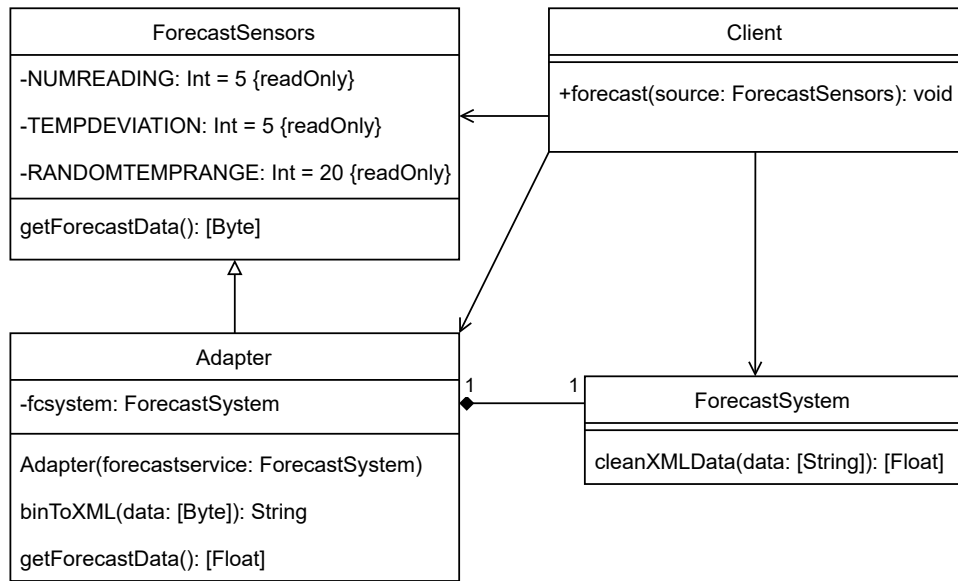 ForecastSensors
-NUMREADING: Int = 5 {readOnly}
-TEMPDEVIATION: Int = 5 {readOnly}
-RANDOMTEMPRANGE: Int = 20 {readOnly}
getForecastData(): [Byte]
Client
+forecast(source: ForecastSensors): void
Adapter
-fcsystem: ForecastSystem
Adapter(forecastservice: ForecastSystem)
binToXML(data: [Byte]): String
getForecastData(): [Float]
1
1
ForecastSystem
cleanXMLData(data: [String]): [Float]